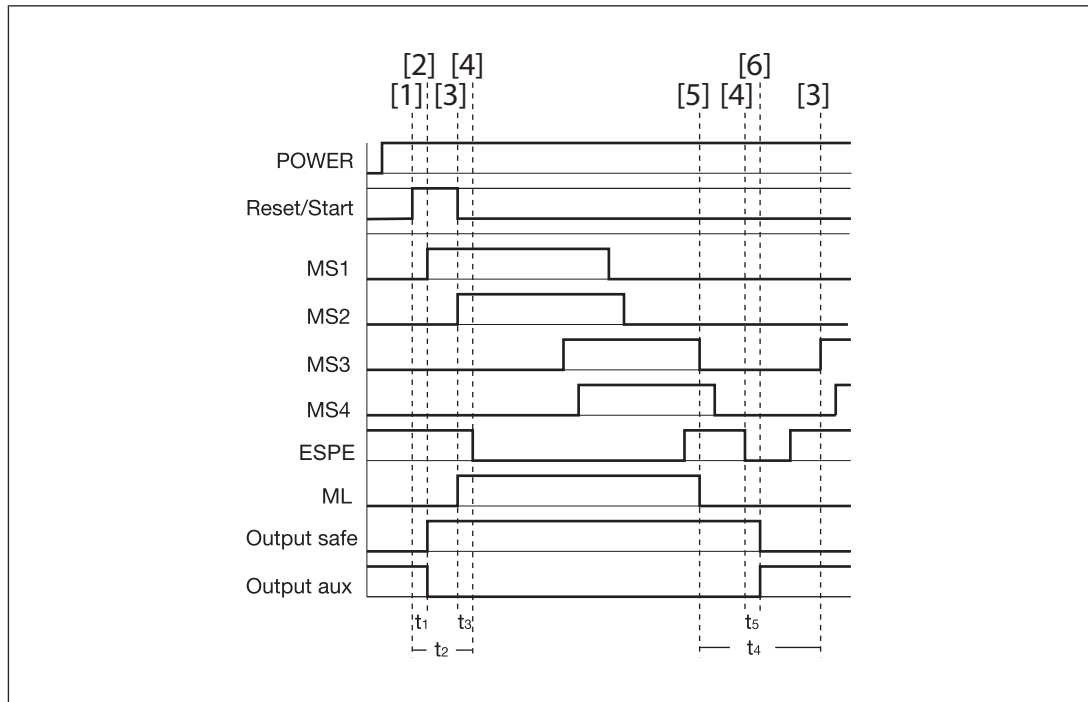 [2] [4] [6]
[1] [3] [5] [4] [3]
POWER
Reset/Start
MS1
MS2
MS3
MS4
ESPE
ML
Output safe
Output aux
t1 t3 t5
t2 t4